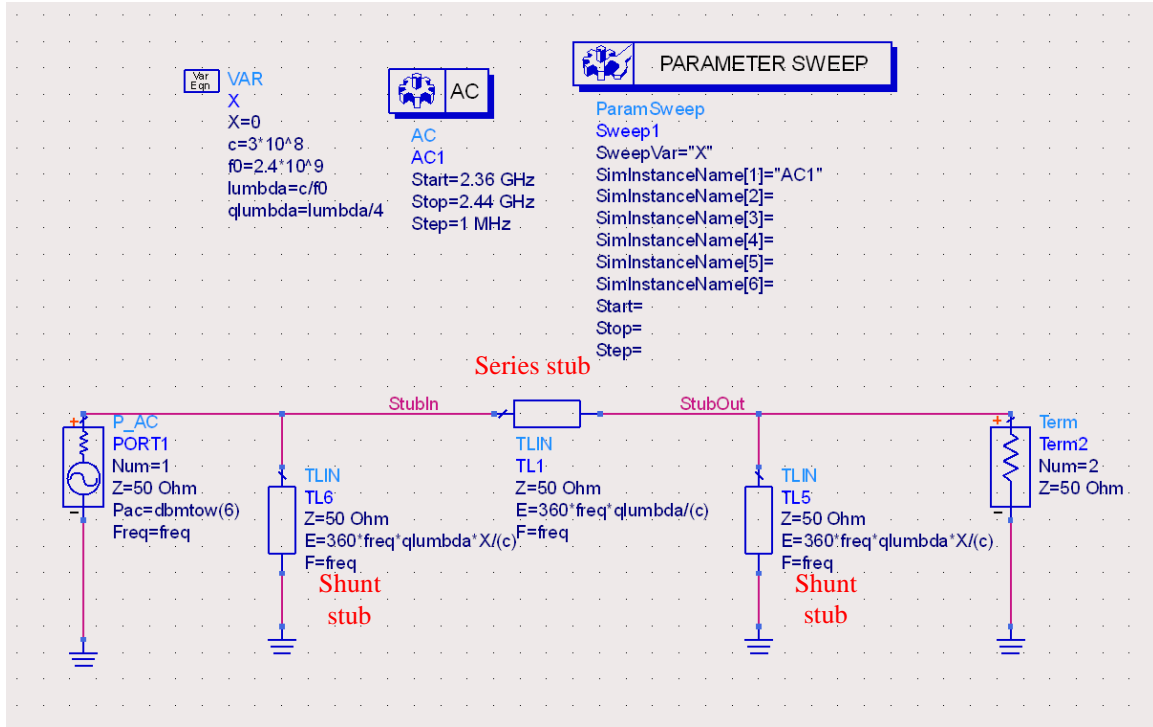 Var
Eqn
VAR
X
X=0
c=3*10^8
f0=2.4*10^9
lumbda=c/f0
qlumbda=lumbda/4
AC
AC
AC1
Start=2.36 GHz
Stop=2.44 GHz
Step=1 MHz
PARAMETER SWEEP
ParamSweep
Sweep1
SweepVar="X"
SimInstanceName[1]="AC1"
SimInstanceName[2]=
SimInstanceName[3]=
SimInstanceName[4]=
SimInstanceName[5]=
SimInstanceName[6]=
Start=
Stop=
Step=
Series stub
StubIn
StubOut
+
P_AC
PORT1
Num=1
Z=50 Ohm
Pac=dbmtow(6)
Freq=freq
-
TLIN
TL6
Z=50 Ohm
E=360*freq*qlumbda*X/(c)
F=freq
Shunt
stub
TLIN
TL1
Z=50 Ohm
E=360*freq*qlumbda/(c)
F=freq
TLIN
TL5
Z=50 Ohm
E=360*freq*qlumbda*X/(c)
F=freq
Shunt
stub
+
Term
Term2
Num=2
Z=50 Ohm
-